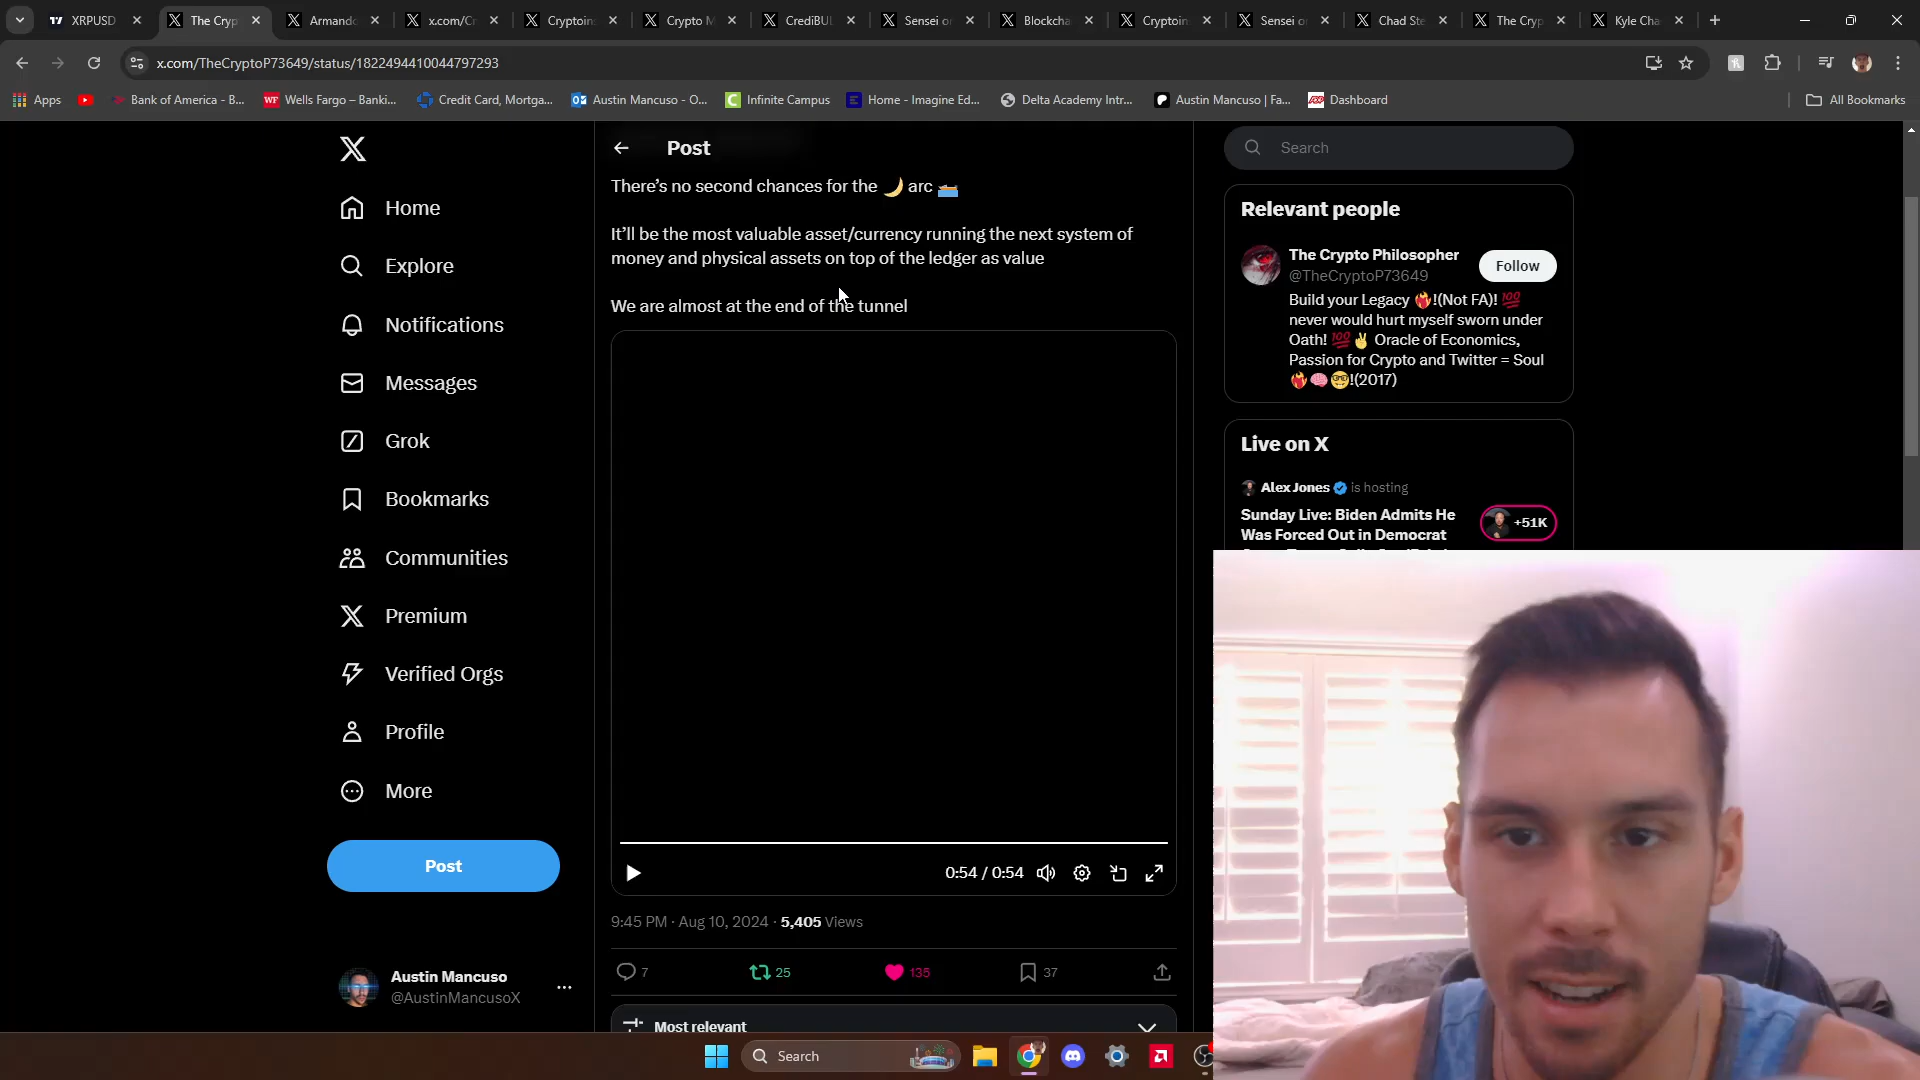 XRPUSD
The Cryp
Armando
x.com/Cr
Cryptoin
Crypto M
CrediBUL
Sensei o
Blockcha
Cryptoin
Sensei o
Chad Ste
The Cryp
Kyle Cha
x.com/TheCryptoP73649/status/1822494410044797293
Apps
Bank of America - B...
WF Wells Fargo – Banki...
Credit Card, Mortga...
Austin Mancuso - O...
Infinite Campus
Home - Imagine Ed...
Delta Academy Intr...
Austin Mancuso | Fa...
ADP Dashboard
All Bookmarks
Home
Explore
Notifications
Messages
Grok
Bookmarks
Communities
Premium
Verified Orgs
Profile
More
Post
Austin Mancuso
@AustinMancusoX
Post
There's no second chances for the 🌙 arc
It'll be the most valuable asset/currency running the next system of
money and physical assets on top of the ledger as value
We are almost at the end of the tunnel
0:54 / 0:54
9:45 PM · Aug 10, 2024 · 5,405 Views
7
25
135
37
Most relevant
Search
Relevant people
The Crypto Philosopher
@TheCryptoP73649
Follow
Build your Legacy ❤️‍🔥!(Not FA)! 💯
never would hurt myself sworn under
Oath! 💯✌️ Oracle of Economics,
Passion for Crypto and Twitter = Soul
❤️‍🔥🧠🤓!(2017)
Live on X
Alex Jones is hosting
Sunday Live: Biden Admits He
Was Forced Out in Democrat
+51K
Search